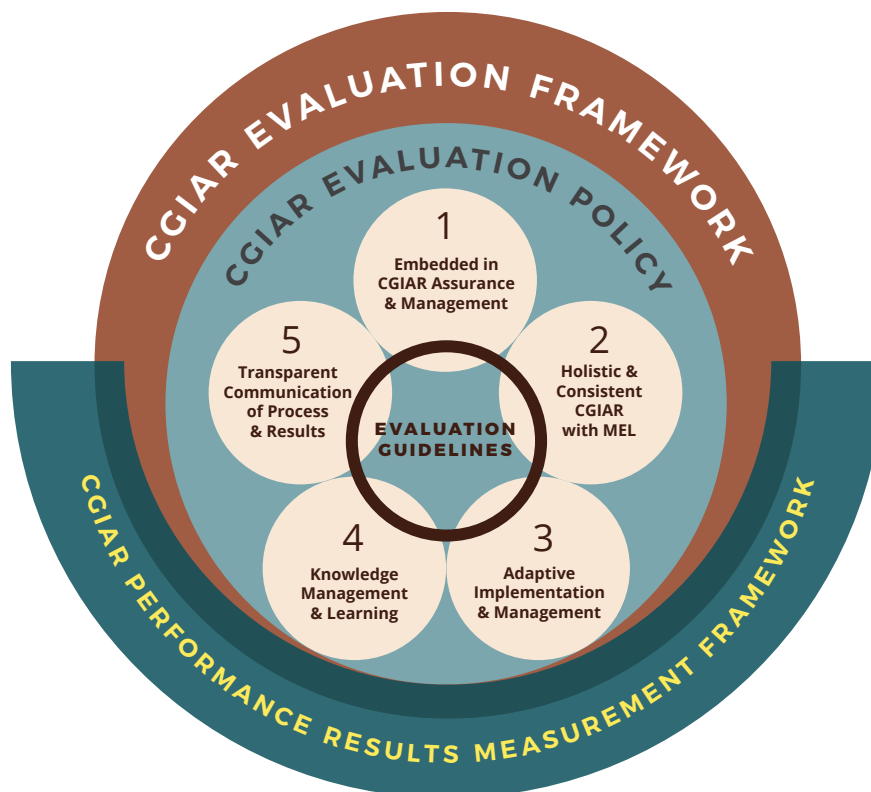 CGIAR EVALUATION FRAMEWORK
CGIAR EVALUATION POLICY
1
Embedded in
CGIAR Assurance
& Management
2
Holistic &
Consistent
CGIAR
with MEL
3
Adaptive
Implementation
& Management
4
Knowledge
Management
& Learning
5
Transparent
Communication
of Process
& Results
EVALUATION
GUIDELINES
CGIAR PERFORMANCE RESULTS MEASUREMENT FRAMEWORK